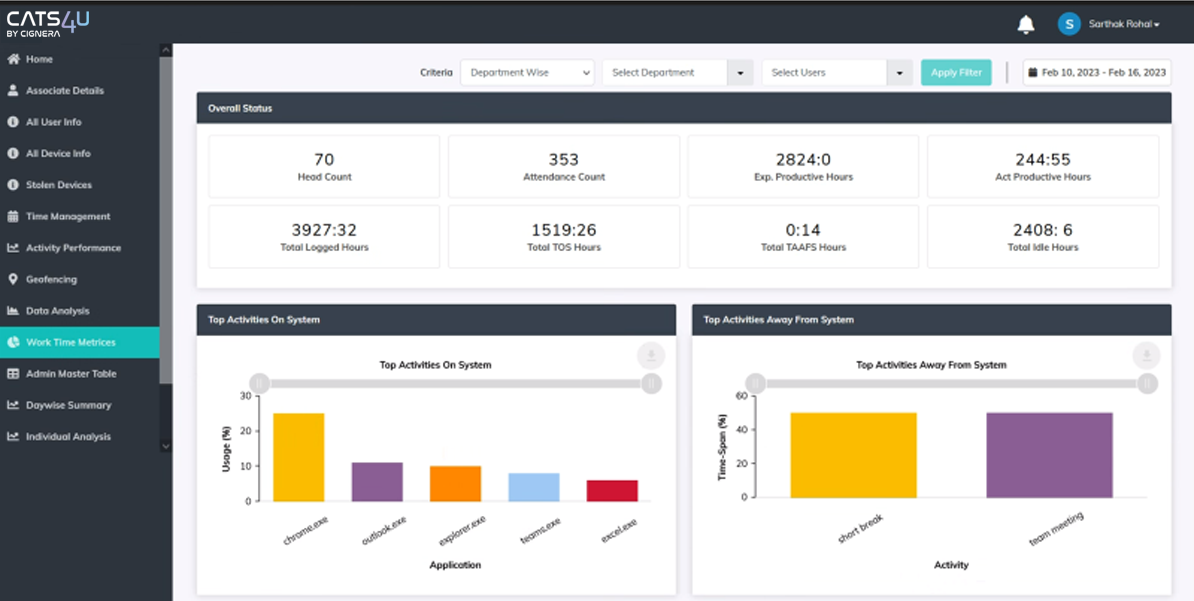 CATS4U
BY CIGNERA
S Sarthak Rohal
Home
Associate Details
All User Info
All Device Info
Stolen Devices
Time Management
Activity Performance
Geofencing
Data Analysis
Work Time Metrices
Admin Master Table
Daywise Summary
Individual Analysis
Criteria Department Wise Select Department Select Users Apply Filter Feb 10, 2023 - Feb 16, 2023
Overall Status
70 353 2824:0 244:55
Head Count Attendance Count Exp. Productive Hours Act Productive Hours
3927:32 1519:26 0:14 2408: 6
Total Logged Hours Total TOS Hours Total TAAFS Hours Total Idle Hours
Top Activities On System
Top Activities On System
Usage (%)
30
20
10
0
chrome.exe outlook.exe explorer.exe teams.exe excel.exe
Application
Top Activities Away From System
Top Activities Away From System
Time-Span (%)
60
40
20
0
short break team meeting
Activity